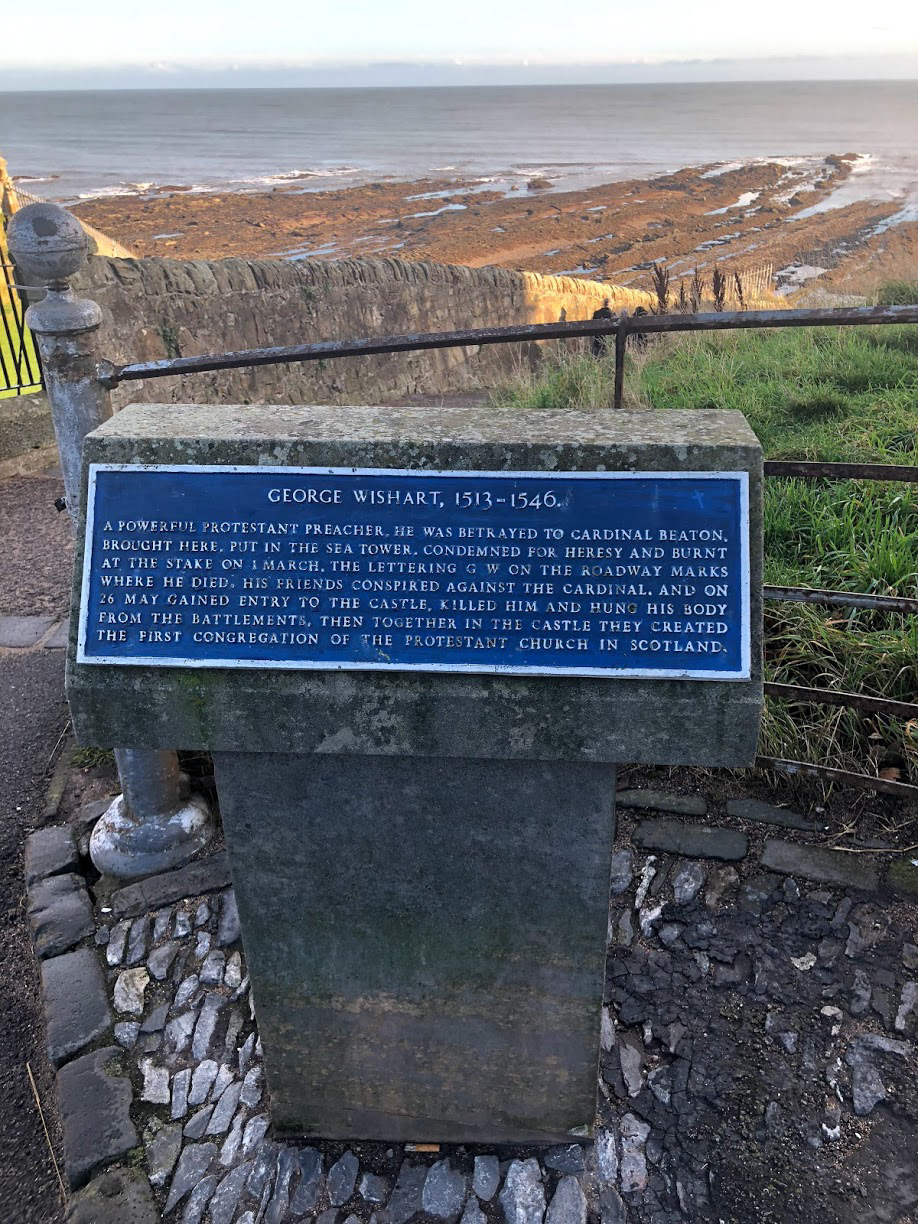 GEORGE WISHART, 1513–1546.
A POWERFUL PROTESTANT PREACHER, HE WAS BETRAYED TO CARDINAL BEATON,
BROUGHT HERE, PUT IN THE SEA TOWER, CONDEMNED FOR HERESY AND BURNT
AT THE STAKE ON 1 MARCH, THE LETTERING G W ON THE ROADWAY MARKS
WHERE HE DIED. HIS FRIENDS CONSPIRED AGAINST THE CARDINAL, AND ON
26 MAY GAINED ENTRY TO THE CASTLE, KILLED HIM AND HUNG HIS BODY
FROM THE BATTLEMENTS, THEN TOGETHER IN THE CASTLE THEY CREATED
THE FIRST CONGREGATION OF THE PROTESTANT CHURCH IN SCOTLAND.